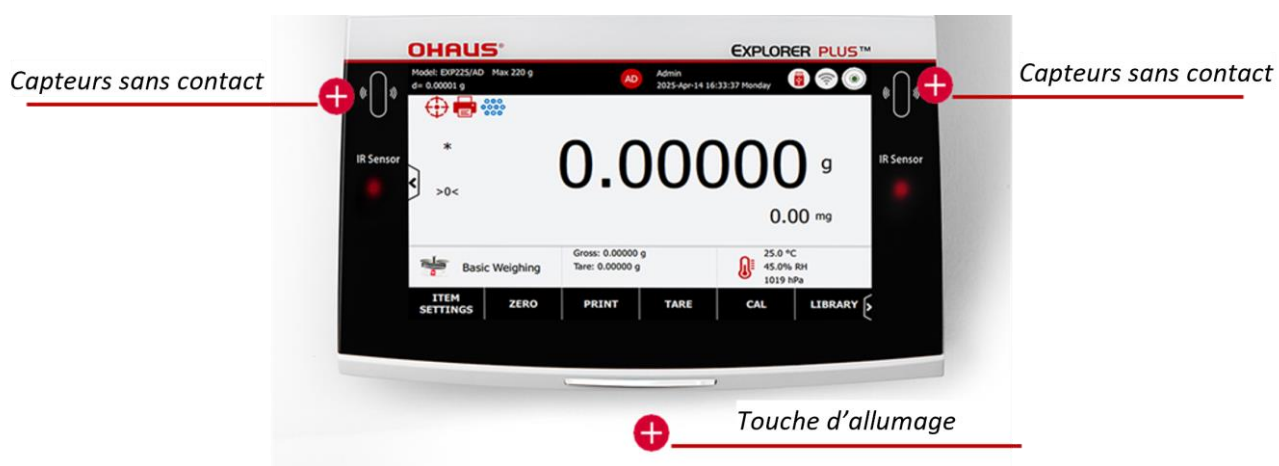 OHAUS®
EXPLORER PLUS™
Capteurs sans contact
Capteurs sans contact
Model: EXP225/AD Max 220 g
d= 0.00001 g
AD
Admin
2025-Apr-14 16:33:37 Monday
IR Sensor
IR Sensor
*
0.00000 g
>0<
0.00 mg
Basic Weighing
Gross: 0.00000 g
Tare: 0.00000 g
25.0 °C
45.0% RH
1019 hPa
ITEM
SETTINGS
ZERO
PRINT
TARE
CAL
LIBRARY
Touche d’allumage